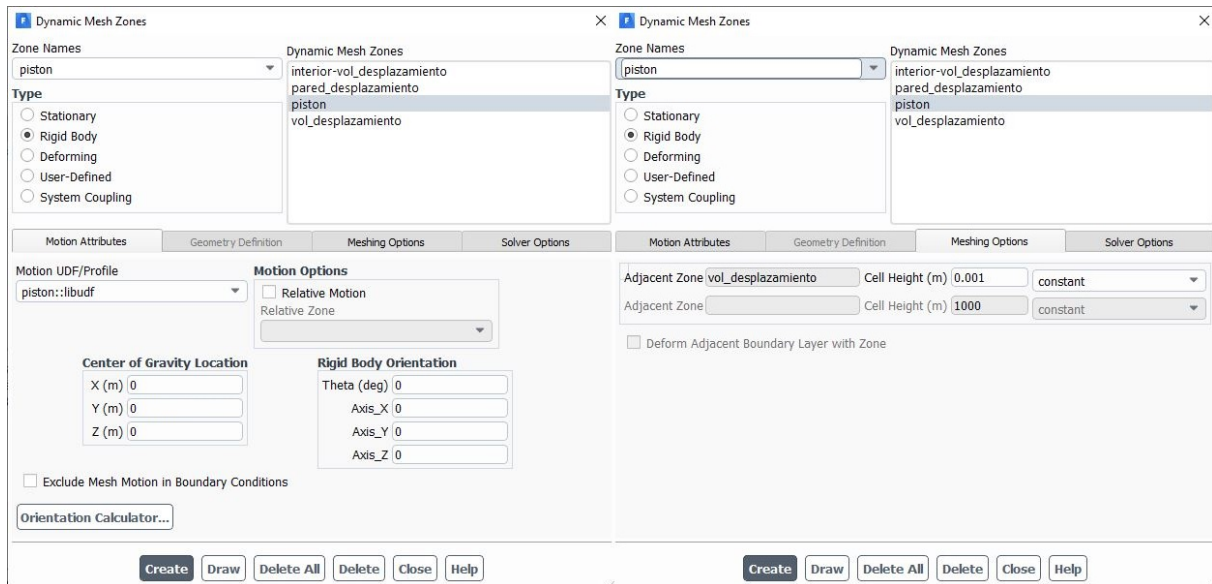 Dynamic Mesh Zones
Zone Names
piston
Dynamic Mesh Zones
interior-vol_desplazamiento
pared_desplazamiento
piston
vol_desplazamiento
Type
Stationary
Rigid Body
Deforming
User-Defined
System Coupling
Motion Attributes
Geometry Definition
Meshing Options
Solver Options
Motion UDF/Profile
piston::libudf
Motion Options
Relative Motion
Relative Zone
Center of Gravity Location
X (m) 0
Y (m) 0
Z (m) 0
Rigid Body Orientation
Theta (deg) 0
Axis_X 0
Axis_Y 0
Axis_Z 0
Exclude Mesh Motion in Boundary Conditions
Orientation Calculator...
Create Draw Delete All Delete Close Help
Dynamic Mesh Zones
Zone Names
piston
Dynamic Mesh Zones
interior-vol_desplazamiento
pared_desplazamiento
piston
vol_desplazamiento
Type
Stationary
Rigid Body
Deforming
User-Defined
System Coupling
Motion Attributes
Geometry Definition
Meshing Options
Solver Options
Adjacent Zone vol_desplazamiento Cell Height (m) 0.001 constant
Adjacent Zone Cell Height (m) 1000 constant
Deform Adjacent Boundary Layer with Zone
Create Draw Delete All Delete Close Help